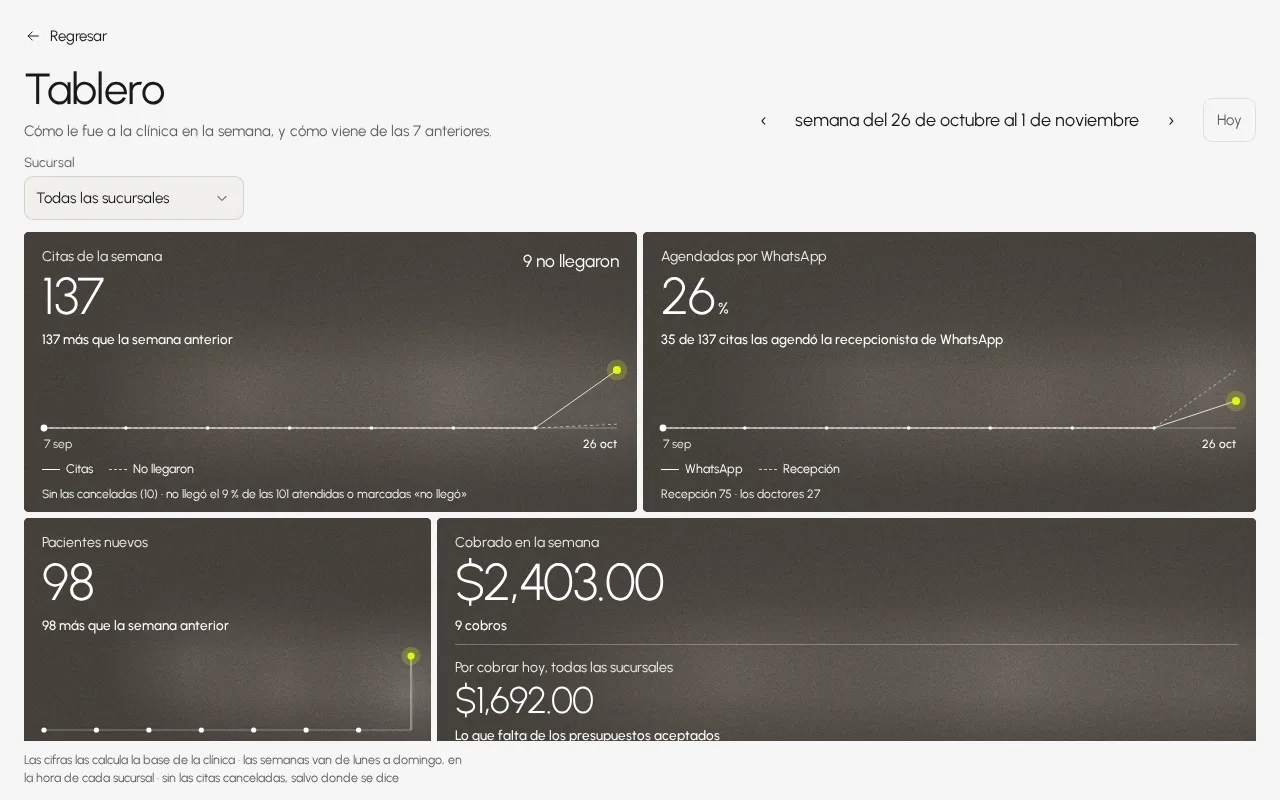 ← Regresar
Tablero
Cómo le fue a la clínica en la semana, y cómo viene de las 7 anteriores.
‹ semana del 26 de octubre al 1 de noviembre ›
Hoy
Sucursal
Todas las sucursales
Citas de la semana
9 no llegaron
137
137 más que la semana anterior
7 sep
26 oct
Citas
No llegaron
Sin las canceladas (10) · no llegó el 9 % de las 101 atendidas o marcadas «no llegó»
Agendadas por WhatsApp
26 %
35 de 137 citas las agendó la recepcionista de WhatsApp
7 sep
26 oct
WhatsApp
Recepción
Recepción 75 · los doctores 27
Pacientes nuevos
98
98 más que la semana anterior
Cobrado en la semana
$2,403.00
9 cobros
Por cobrar hoy, todas las sucursales
$1,692.00
Lo que falta de los presupuestos aceptados
Las cifras las calcula la base de la clínica · las semanas van de lunes a domingo, en
la hora de cada sucursal · sin las citas canceladas, salvo donde se dice